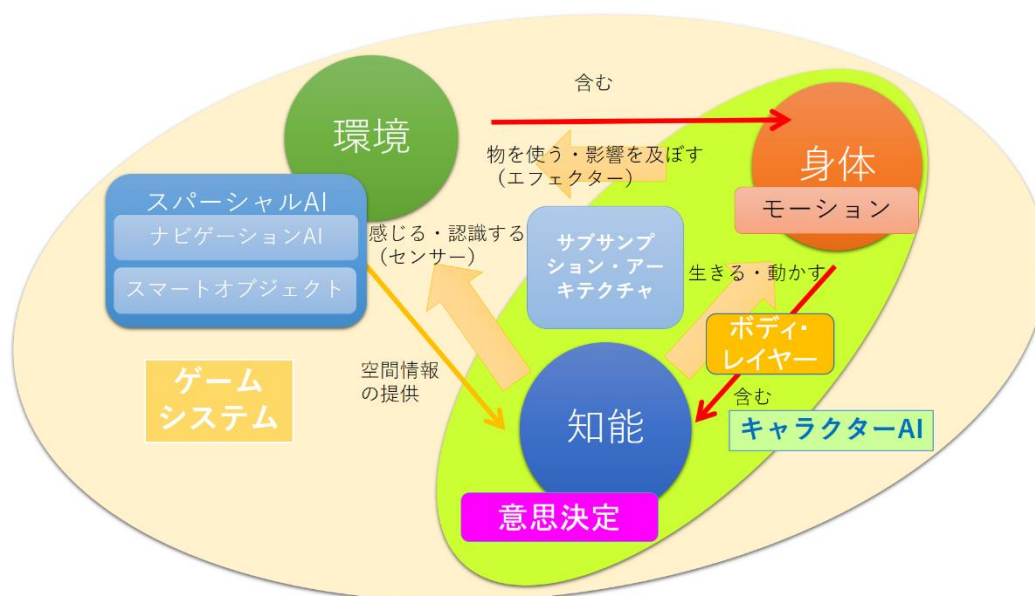 含む
環境
身体
物を使う・影響を及ぼす
（エフェクター）
モーション
スパーシャルAI
ナビゲーションAI
スマートオブジェクト
感じる・認識する
（センサー）
サブサンプ
ション・アー
キテクチャ
生きる・動かす
ボディ・
レイヤー
空間情報
の提供
ゲーム
システム
含む
知能
キャラクターAI
意思決定